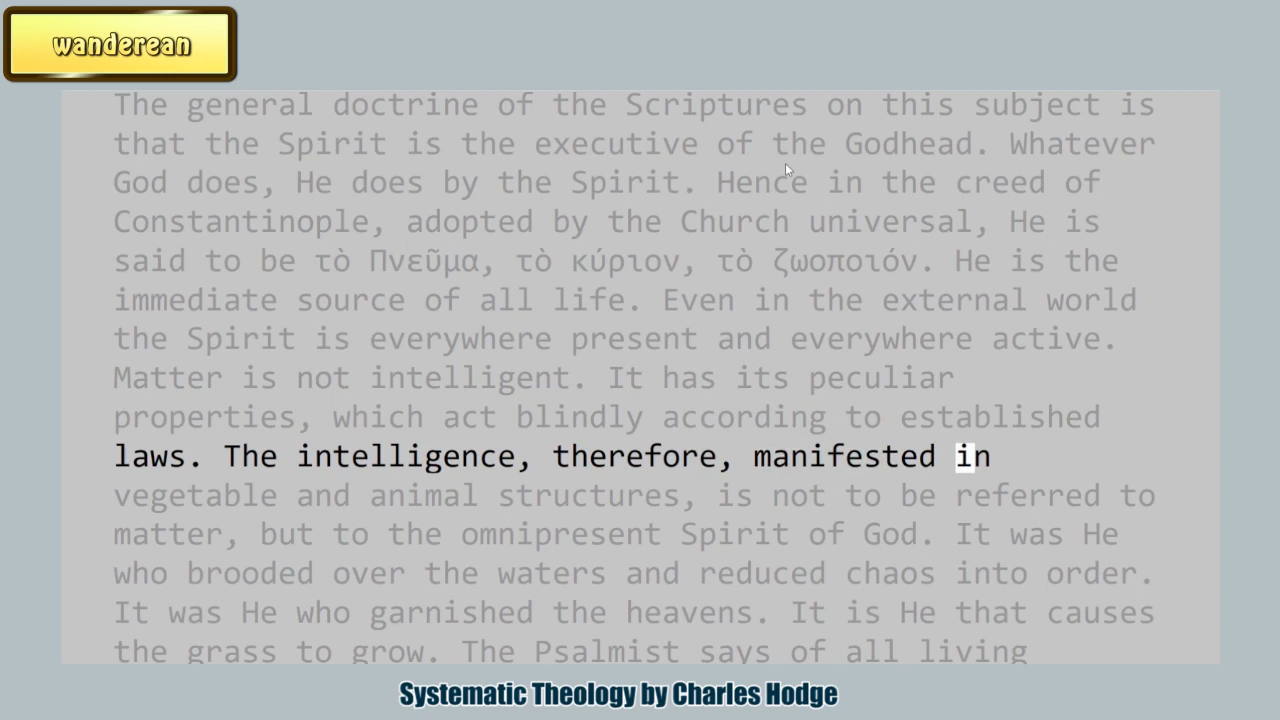 wanderean
The general doctrine of the Scriptures on this subject is
that the Spirit is the executive of the Godhead. Whatever
God does, He does by the Spirit. Hence in the creed of
Constantinople, adopted by the Church universal, He is
said to be τὸ Πνεῦμα, τὸ κύριον, τὸ ζωοποιόν. He is the
immediate source of all life. Even in the external world
the Spirit is everywhere present and everywhere active.
Matter is not intelligent. It has its peculiar
properties, which act blindly according to established
laws. The intelligence, therefore, manifested in
vegetable and animal structures, is not to be referred to
matter, but to the omnipresent Spirit of God. It was He
who brooded over the waters and reduced chaos into order.
It was He who garnished the heavens. It is He that causes
the grass to grow. The Psalmist says of all living
Systematic Theology by Charles Hodge